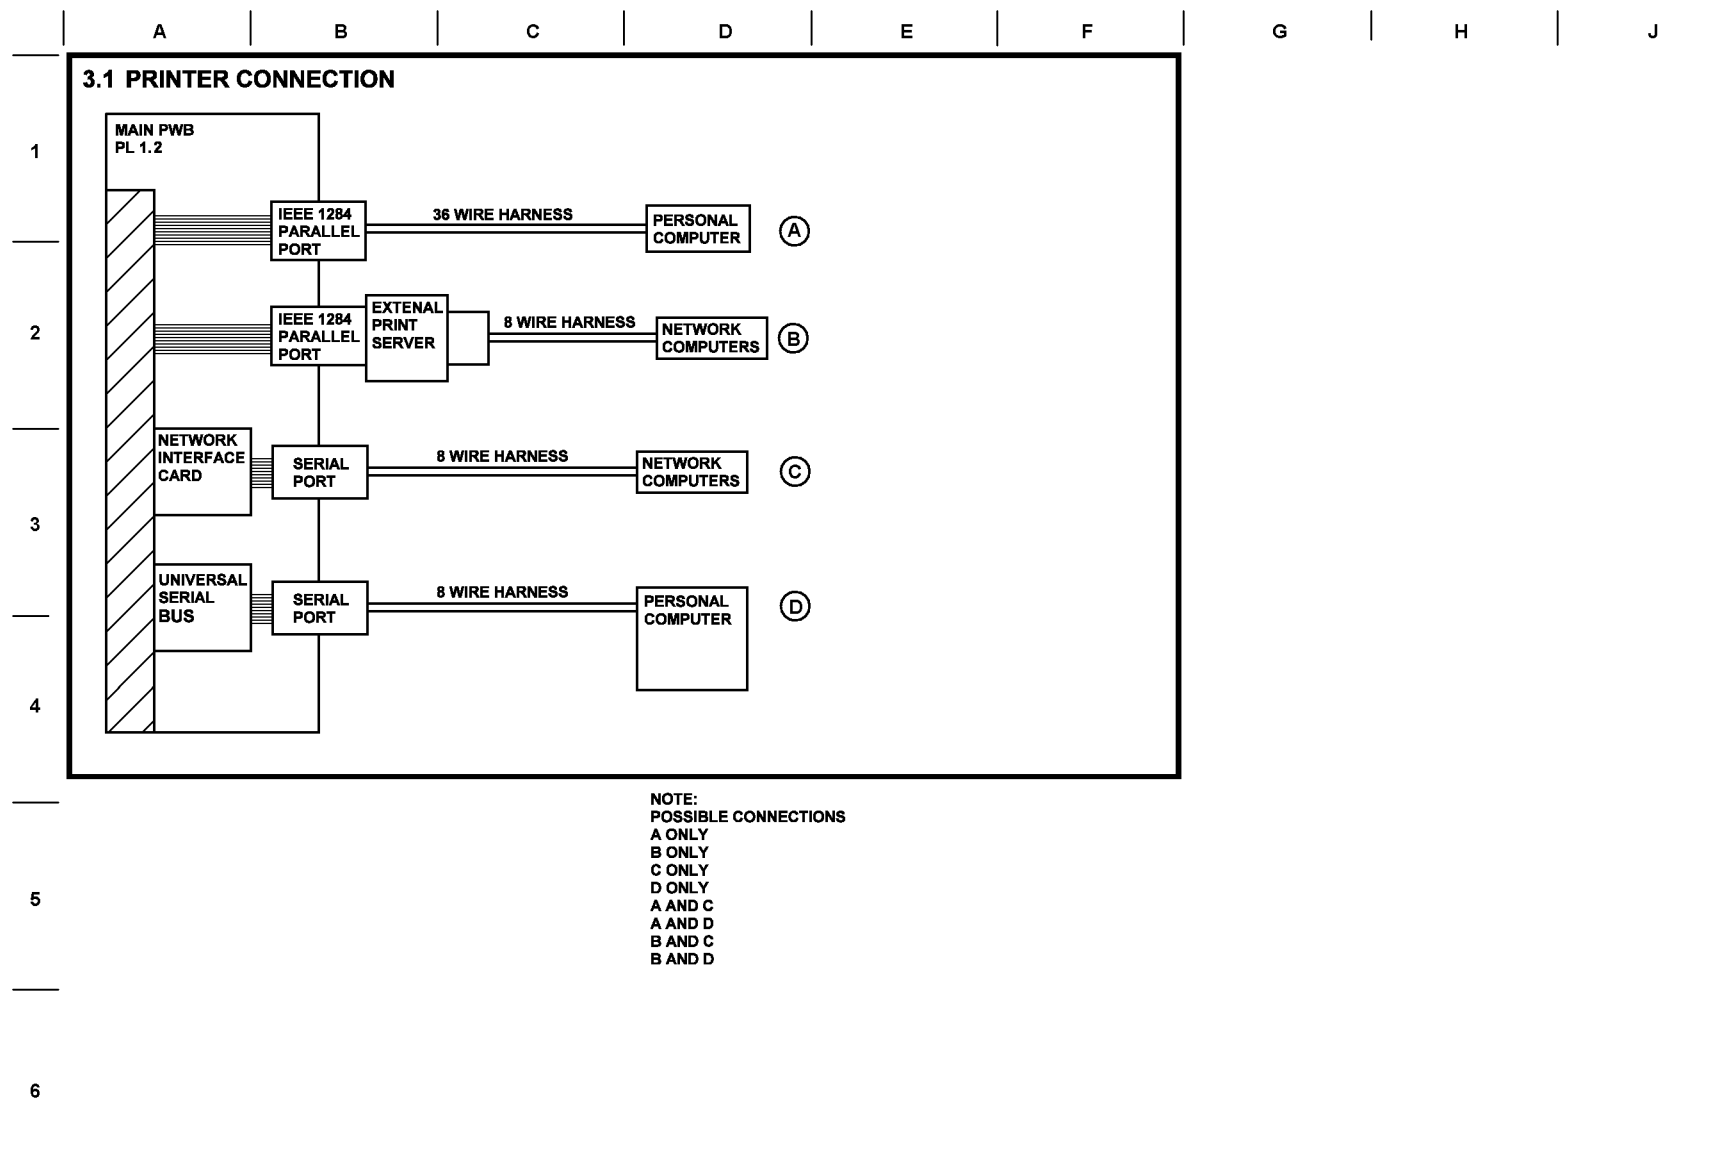 A B C D E F G H J
3.1 PRINTER CONNECTION
MAIN PWB
PL 1.2
1
IEEE 1284
PARALLEL
PORT
36 WIRE HARNESS
PERSONAL
COMPUTER
A
2
IEEE 1284
PARALLEL
PORT
EXTENAL
PRINT
SERVER
8 WIRE HARNESS
NETWORK
COMPUTERS
B
NETWORK
INTERFACE
CARD
SERIAL
PORT
8 WIRE HARNESS
NETWORK
COMPUTERS
C
3
UNIVERSAL
SERIAL
BUS
SERIAL
PORT
8 WIRE HARNESS
PERSONAL
COMPUTER
D
4
NOTE:
POSSIBLE CONNECTIONS
A ONLY
B ONLY
C ONLY
D ONLY
A AND C
A AND D
B AND C
B AND D
5
6